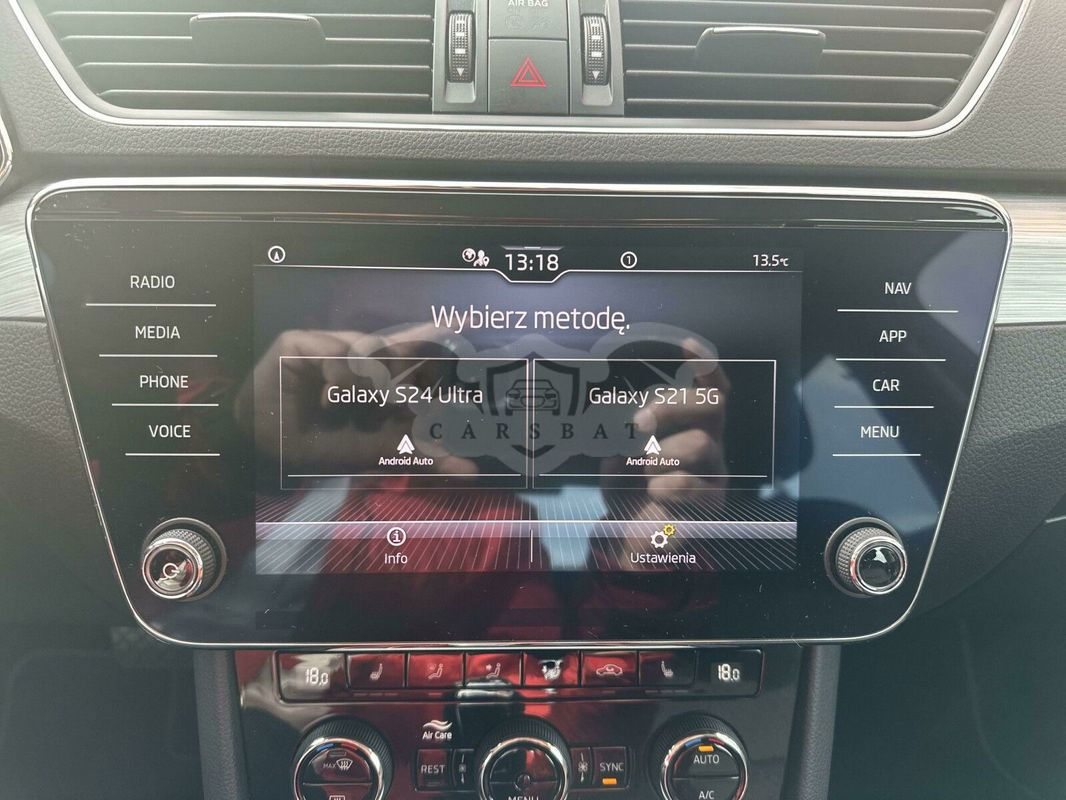 AIR BAG
13:18
1
13.5°C
RADIO
MEDIA
PHONE
VOICE
NAV
APP
CAR
MENU
Wybierz metodę.
Galaxy S24 Ultra
Android Auto
Galaxy S21 5G
Android Auto
CARSBAT
Info
Ustawienia
18.0
18.0
Air Care
MAX
REST
MENU
SYNC
AUTO
A/C